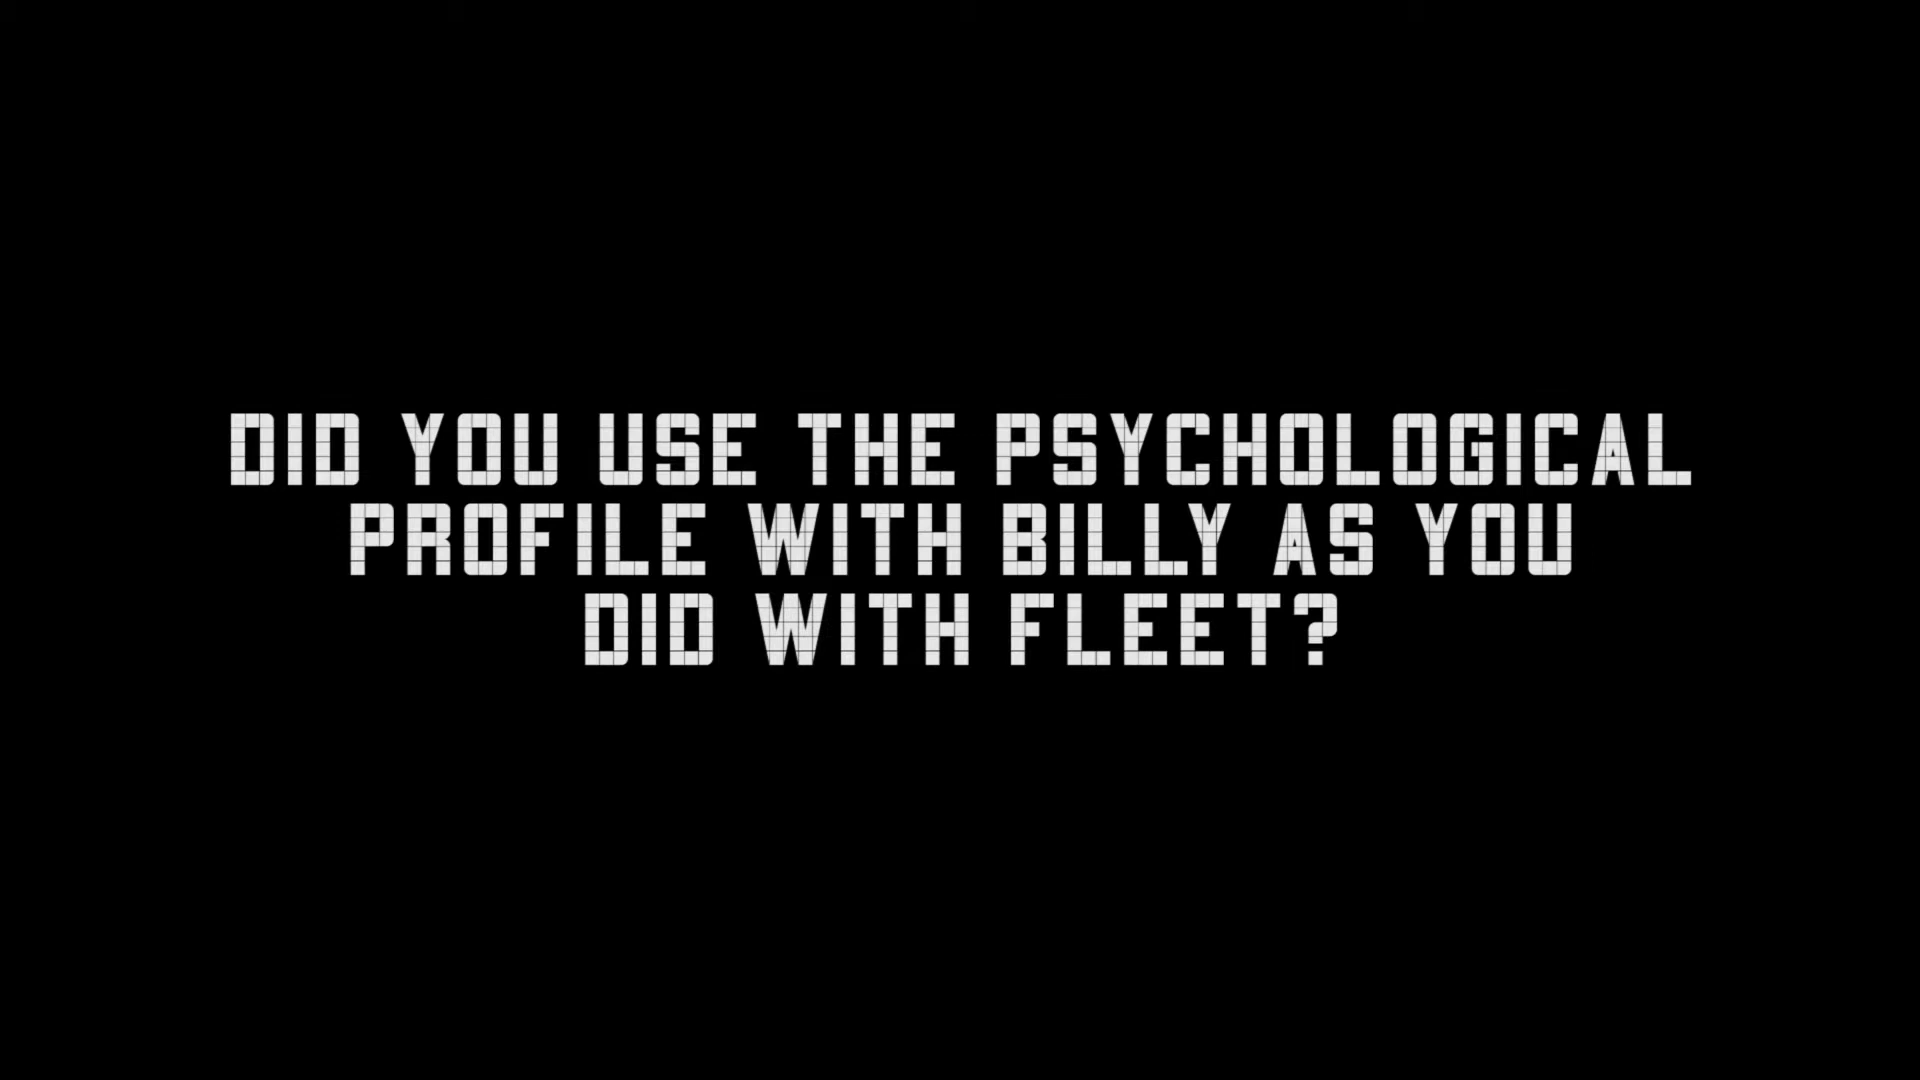 DID YOU USE THE PSYCHOLOGICAL
PROFILE WITH BILLY AS YOU
DID WITH FLEET?